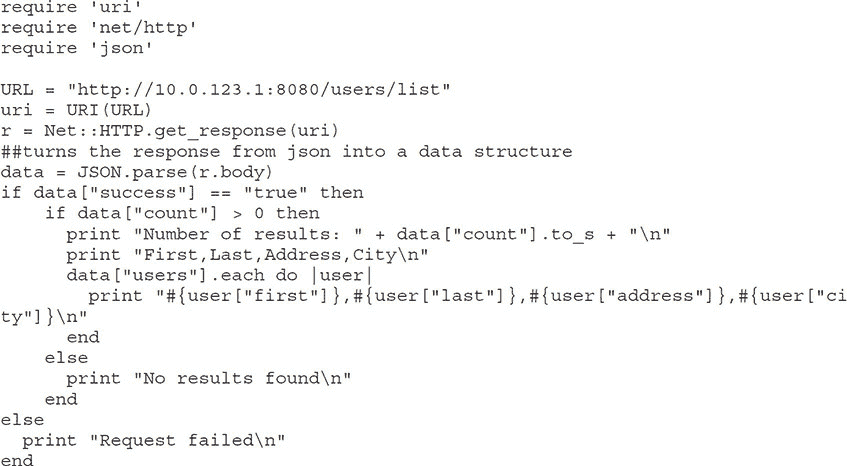 require 'uri'
require 'net/http'
require 'json'

URL = "http://10.0.123.1:8080/users/list"
uri = URI(URL)
r = Net::HTTP.get_response(uri)
##turns the response from json into a data structure
data = JSON.parse(r.body)
if data["success"] == "true" then
    if data["count"] > 0 then
      print "Number of results: " + data["count"].to_s + "\n"
      print "First,Last,Address,City\n"
      data["users"].each do |user|
        print "#{user["first"]},#{user["last"]},#{user["address"]},#{user["ci
ty"]}\n"
      end
    else
      print "No results found\n"
    end
else
  print "Request failed\n"
end